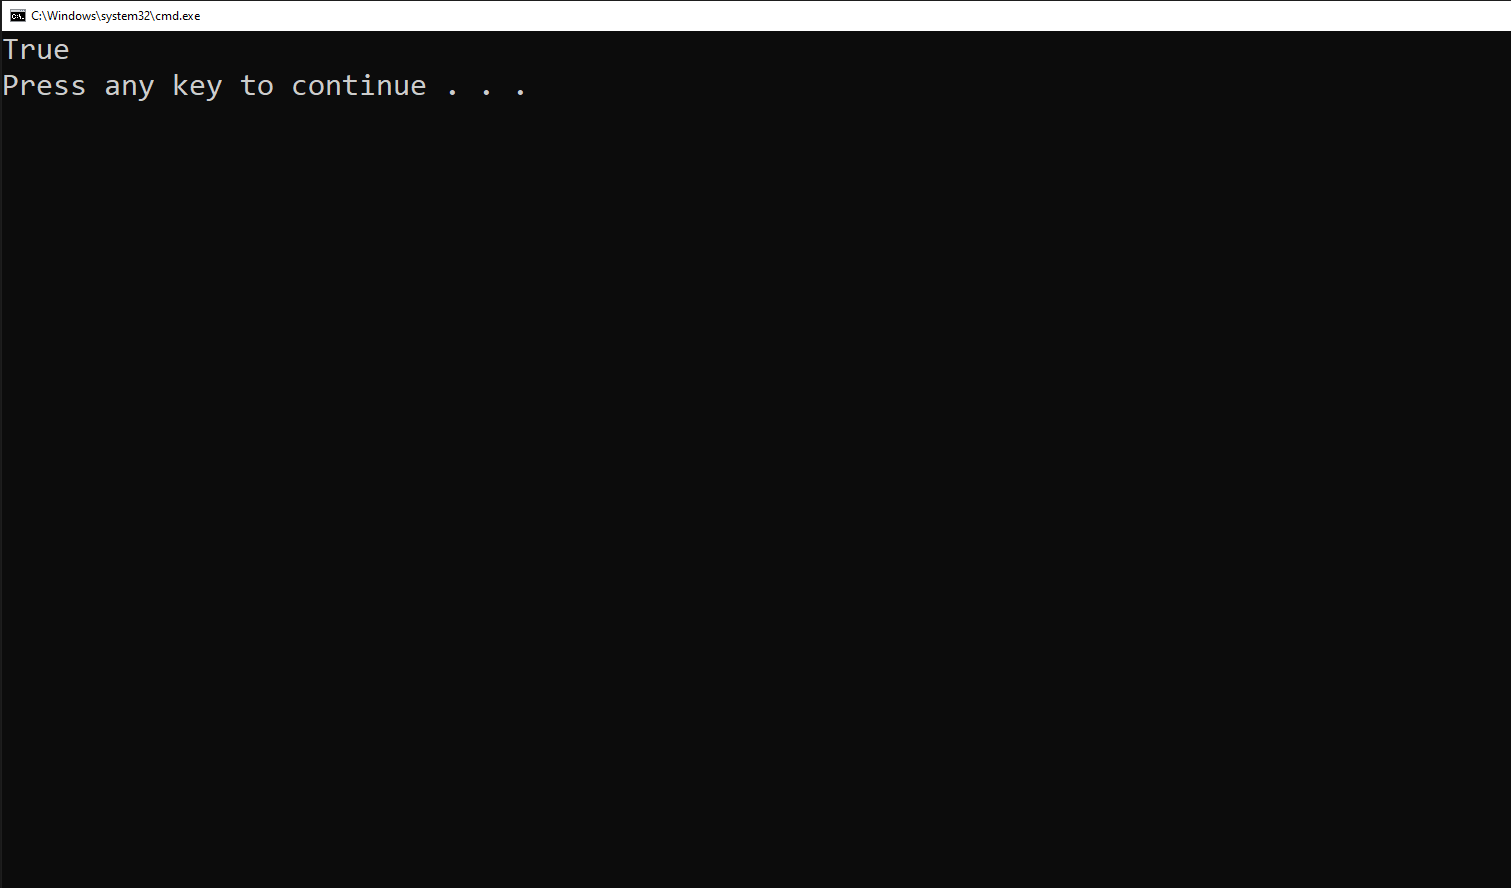 C:\Windows\system32\cmd.exe
True
Press any key to continue . . .